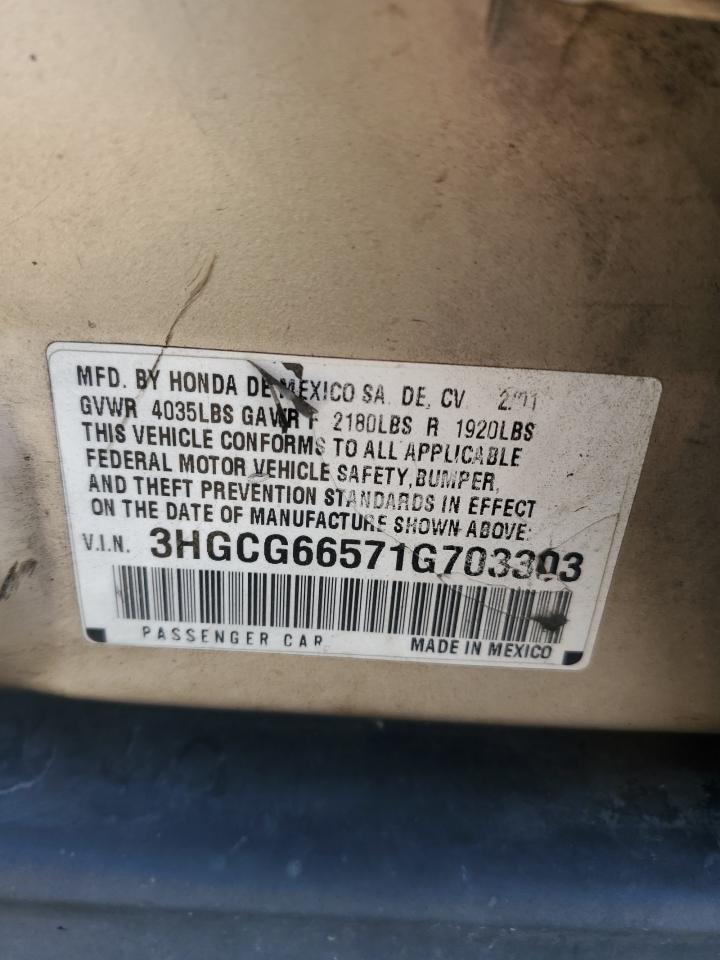 MFD. BY HONDA DE MEXICO SA. DE, CV
GVWR 4035LBS GAWR F 2180LBS R 1920LBS
THIS VEHICLE CONFORMS TO ALL APPLICABLE
FEDERAL MOTOR VEHICLE SAFETY, BUMPER,
AND THEFT PREVENTION STANDARDS IN EFFECT
ON THE DATE OF MANUFACTURE SHOWN ABOVE:
V.I.N. 3HGCG66571G703303
PASSENGER CAR MADE IN MEXICO